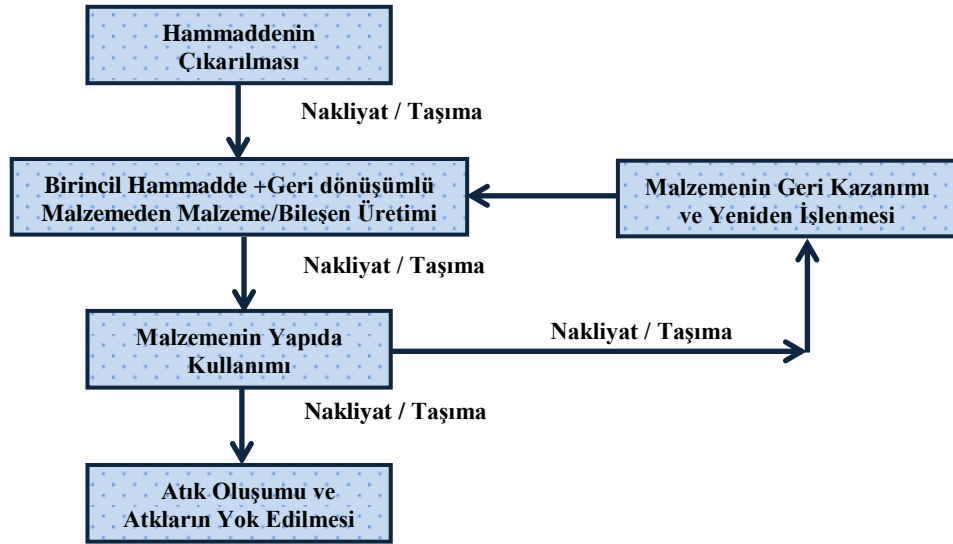 Hammaddenin
Çıkarılması
Nakliyat / Taşıma
Birincil Hammadde +Geri dönüşümlü
Malzemeden Malzeme/Bileşen Üretimi
Malzemenin Geri Kazanımı
ve Yeniden İşlenmesi
Nakliyat / Taşıma
Malzemenin Yapıda
Kullanımı
Nakliyat / Taşıma
Nakliyat / Taşıma
Atık Oluşumu ve
Atkların Yok Edilmesi